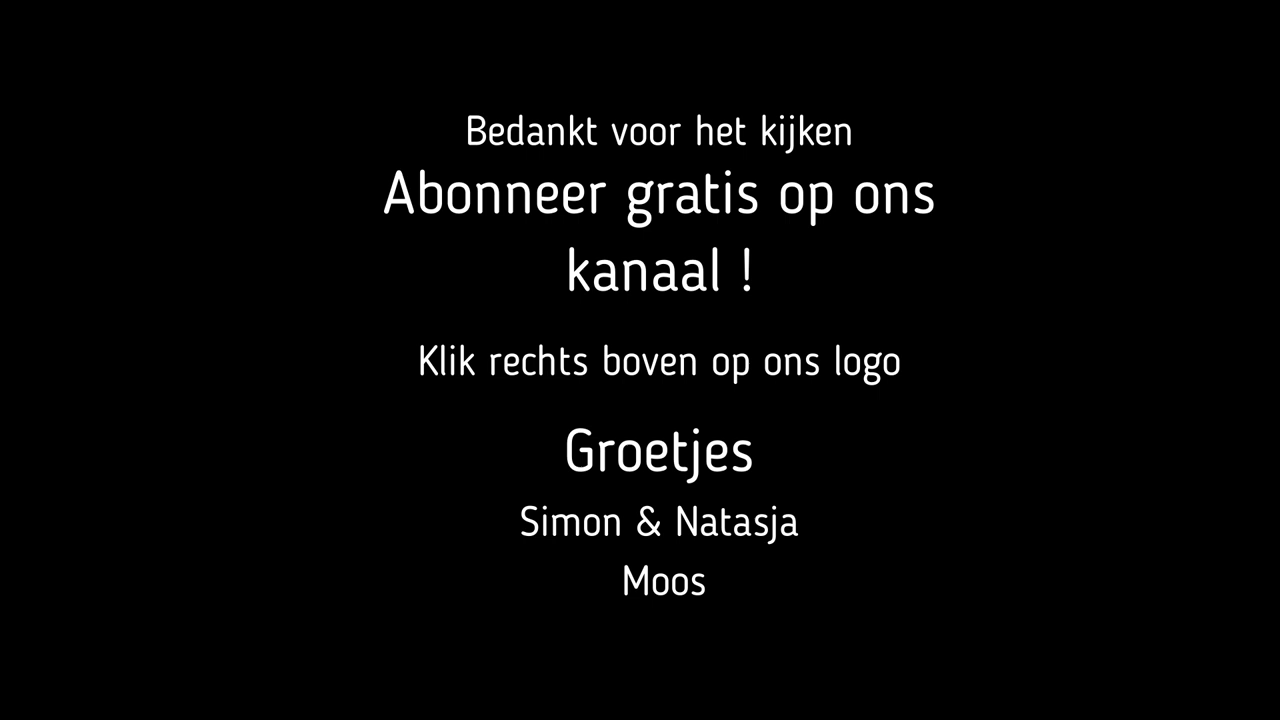 Bedankt voor het kijken
Abonneer gratis op ons
kanaal !
Klik rechts boven op ons logo
Groetjes
Simon & Natasja
Moos